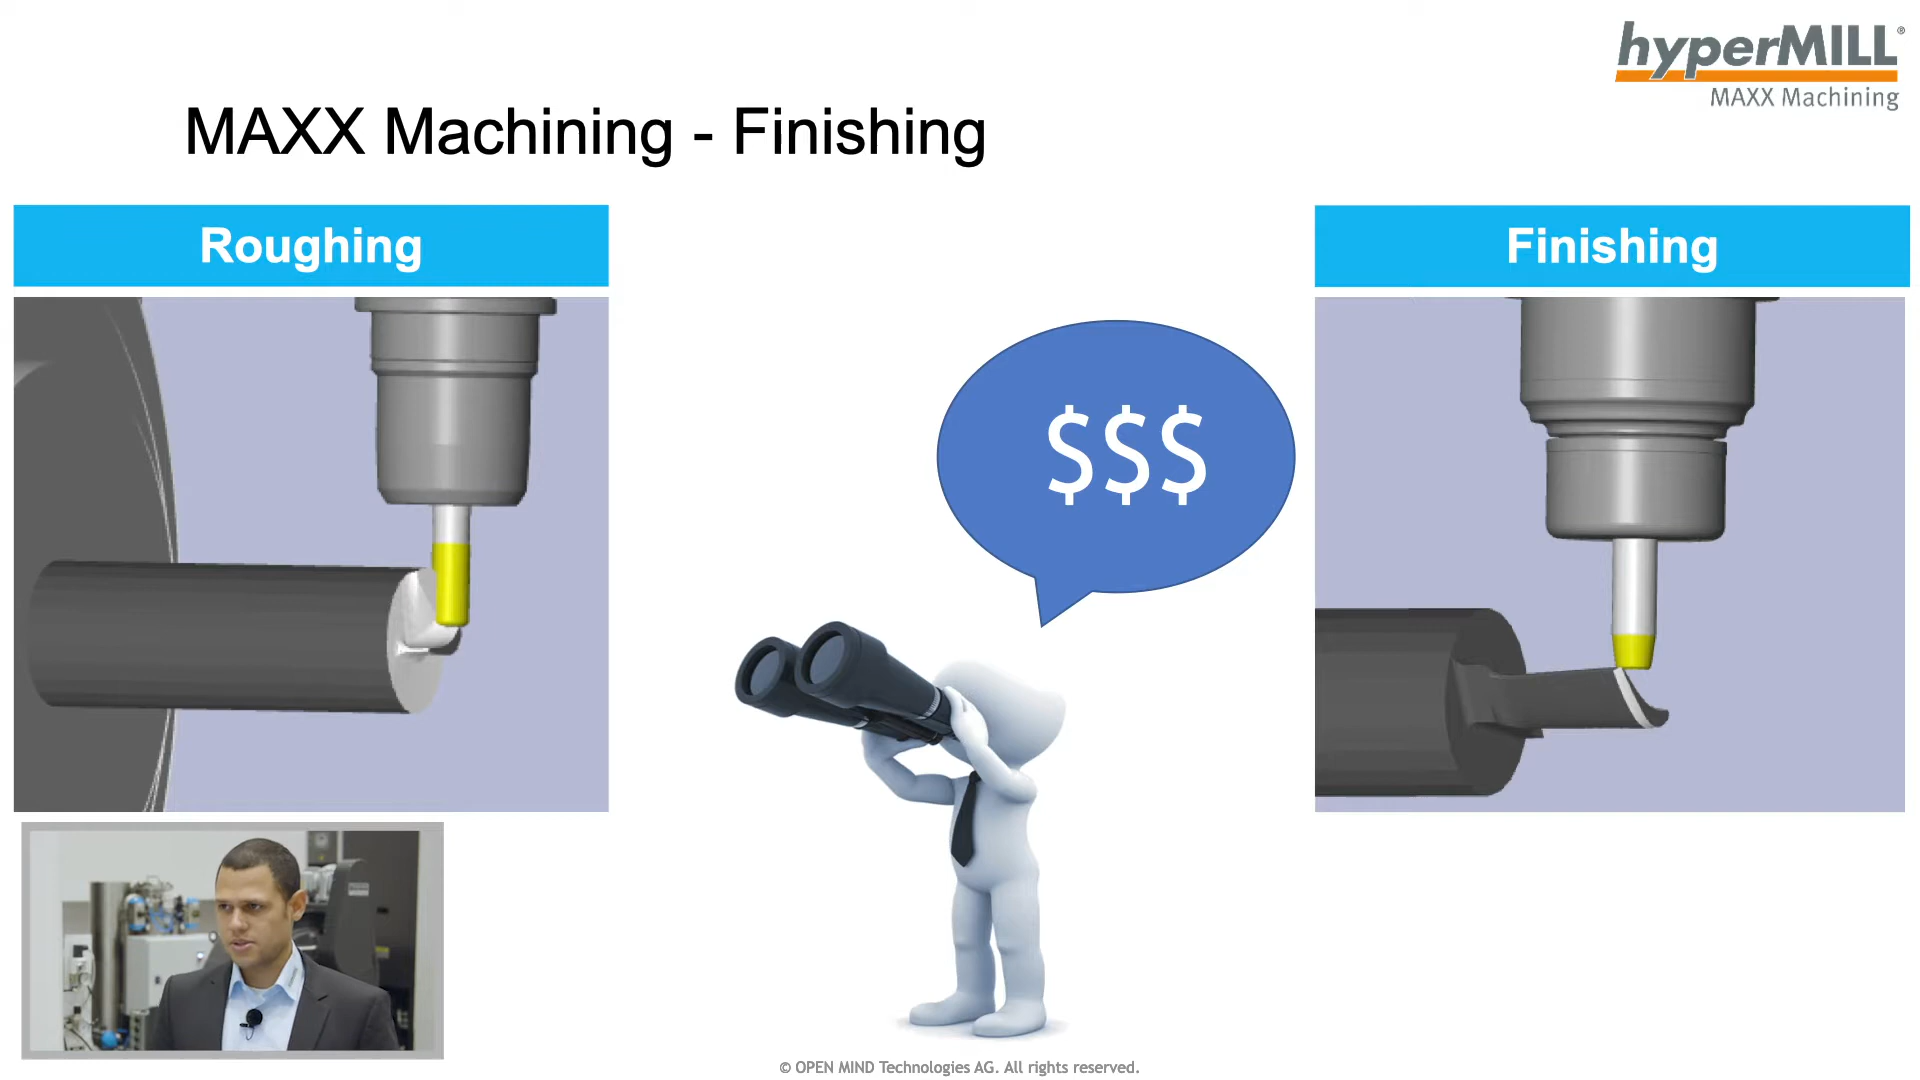 hyperMILL®
MAXX Machining
MAXX Machining - Finishing
Roughing
Finishing
$$$
© OPEN MIND Technologies AG. All rights reserved.